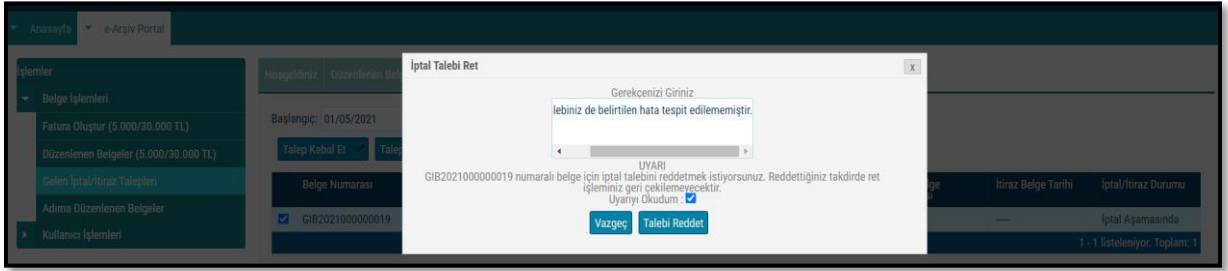 Anasayfa e-Arşiv Portal
İşlemler
Belge İşlemleri
Fatura Oluştur (5.000/30.000 TL)
Düzenlenen Belgeler (5.000/30.000 TL)
Gelen İptal/İtiraz Talepleri
Adıma Düzenlenen Belgeler
Kullanıcı İşlemleri
Hoşgeldiniz Düzenlenen
Başlangıç: 01/05/2021
Talep Kabul Et
Belge Numarası İtiraz Belge Tarihi İptal/İtiraz Durumu
GIB2021000000019 ---- İptal Aşamasında
1 - 1 listeleniyor. Toplam: 1
İptal Talebi Ret X
Gerekçenizi Giriniz
lebiniz de belirtilen hata tespit edilememiştir.
UYARI
GIB2021000000019 numaralı belge için iptal talebini reddetmek istiyorsunuz. Reddettiğiniz takdirde ret
işleminiz geri çekilemeyecektir.
Uyarıyı Okudum :
Vazgeç Talebi Reddet